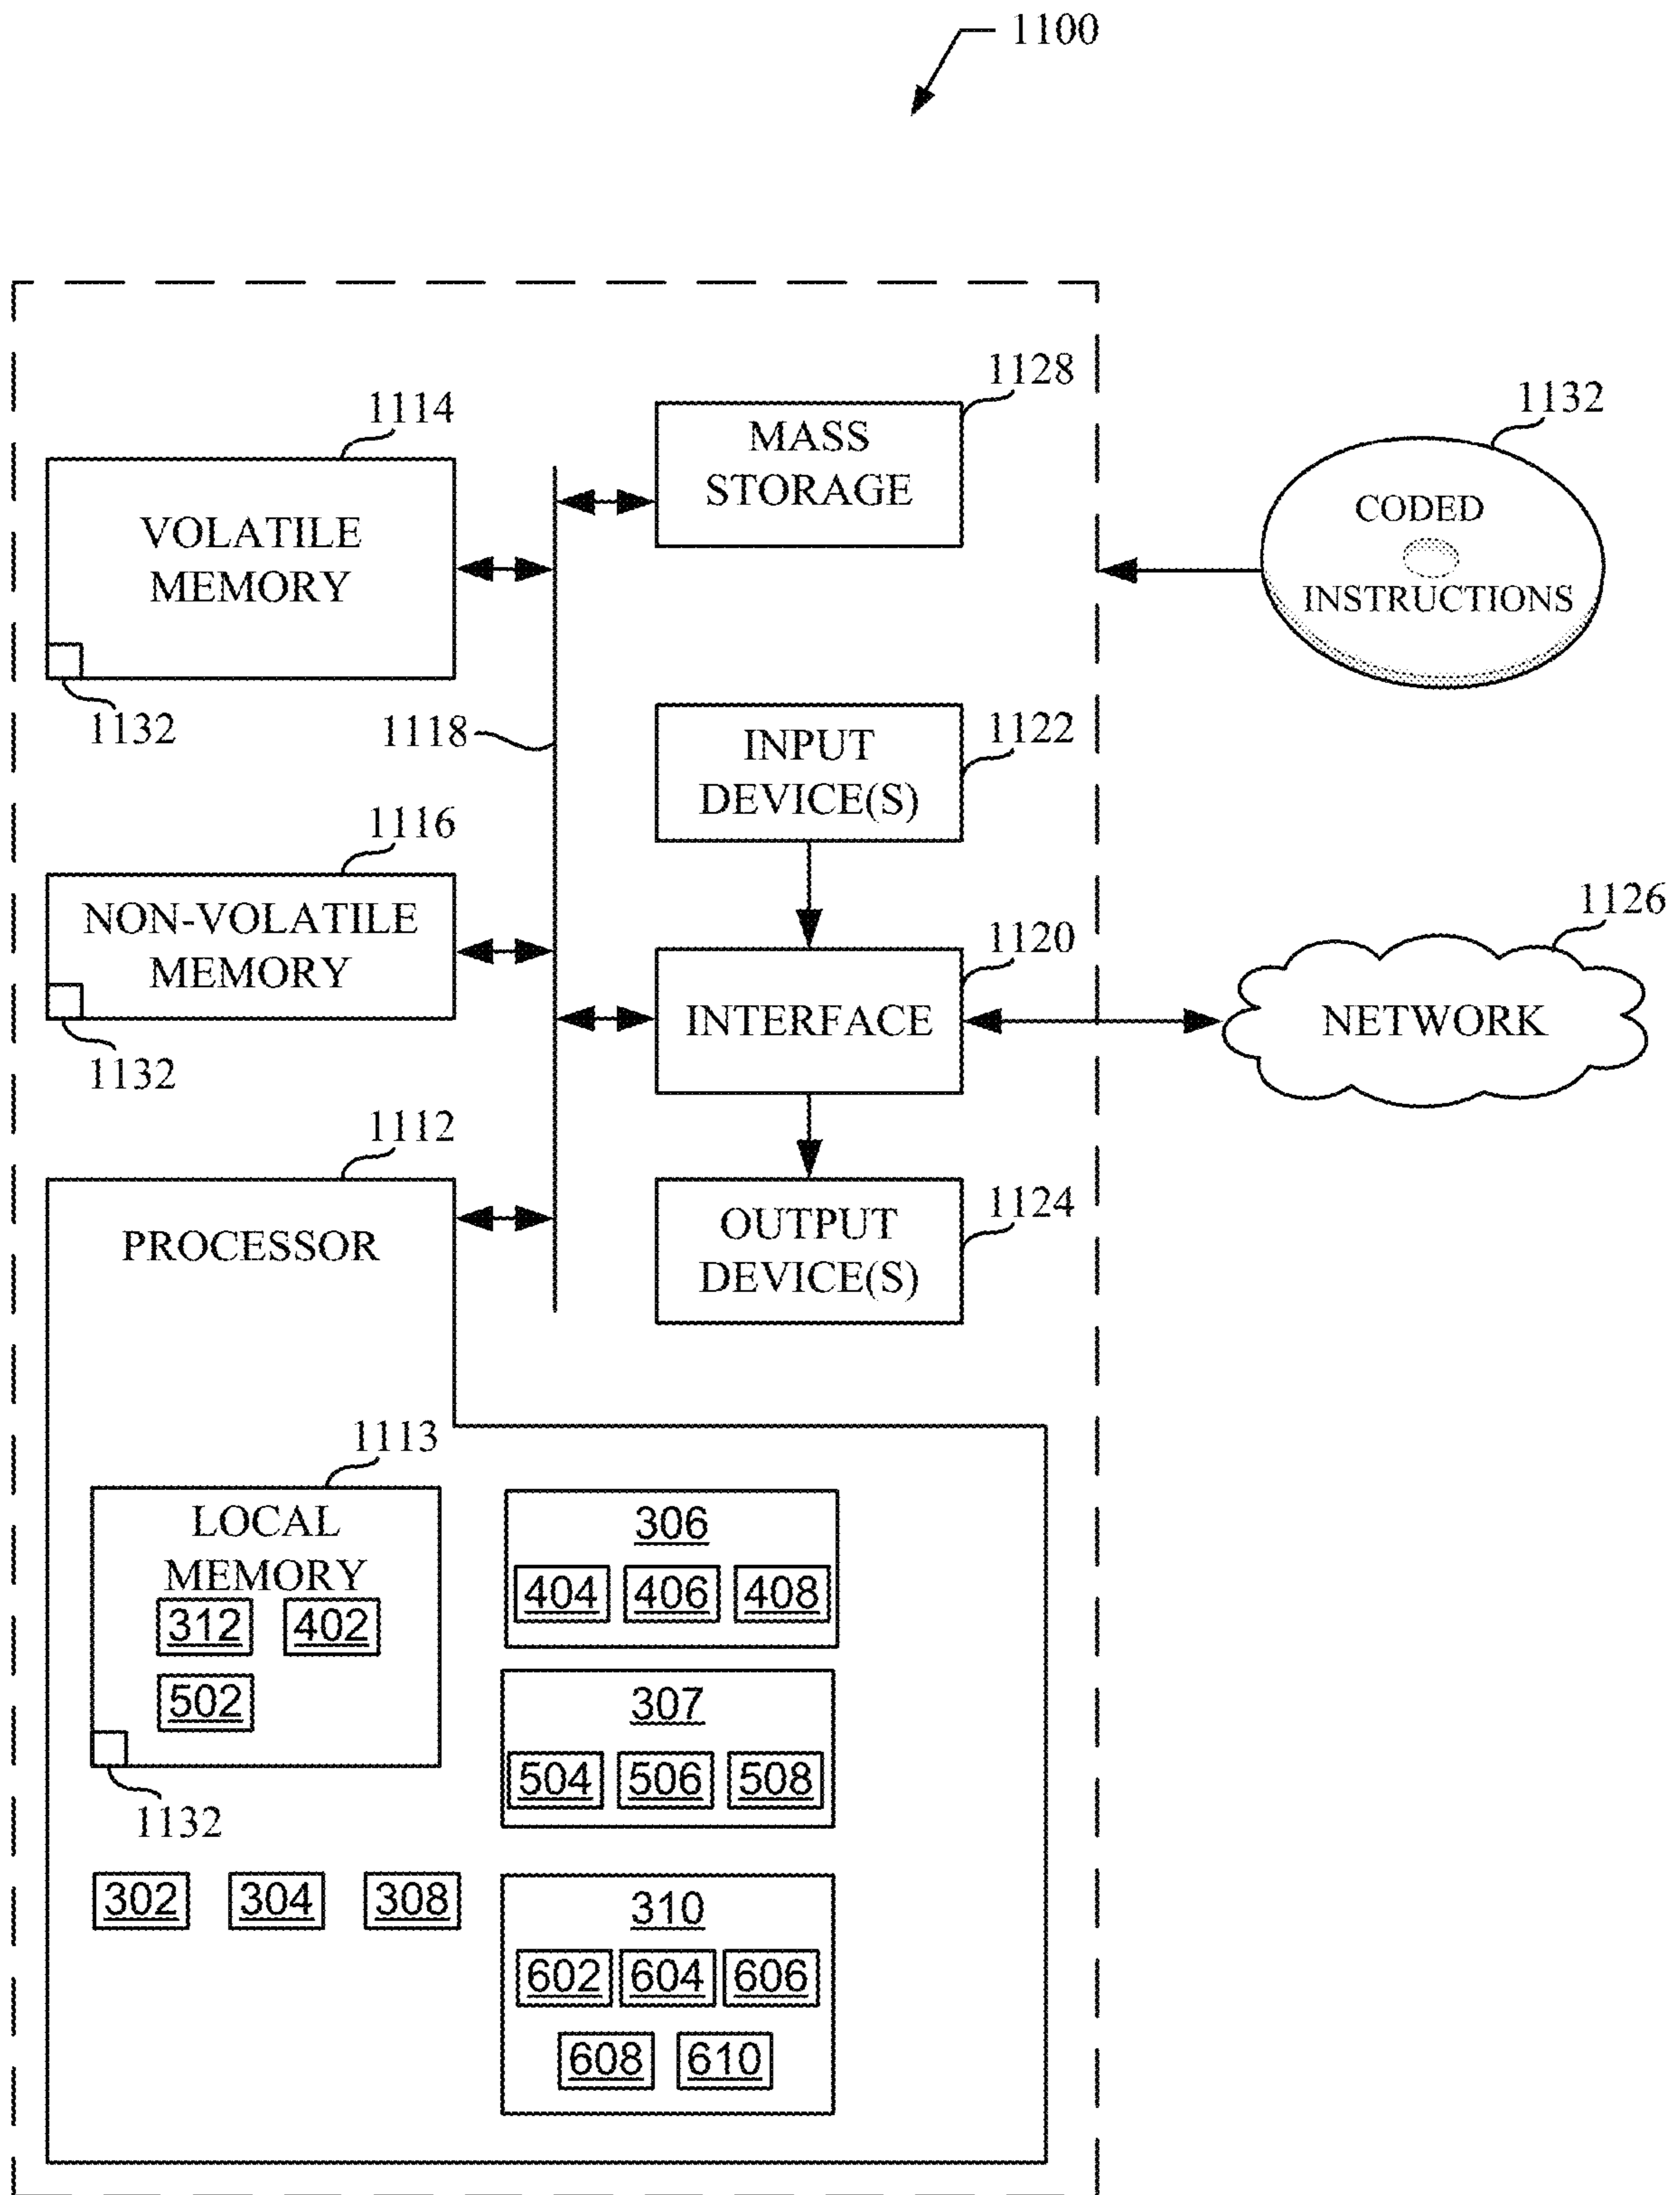 1100
1128
1114
1132
MASS
STORAGE
VOLATILE
MEMORY
CODED
INSTRUCTIONS
1132
1118
1122
INPUT
DEVICE(S)
1116
NON-VOLATILE
MEMORY
1132
1120
INTERFACE
1126
NETWORK
1112
PROCESSOR
1124
OUTPUT
DEVICE(S)
1113
LOCAL
MEMORY
312 402
502
1132
306
404 406 408
307
504 506 508
302 304 308
310
602 604 606
608 610